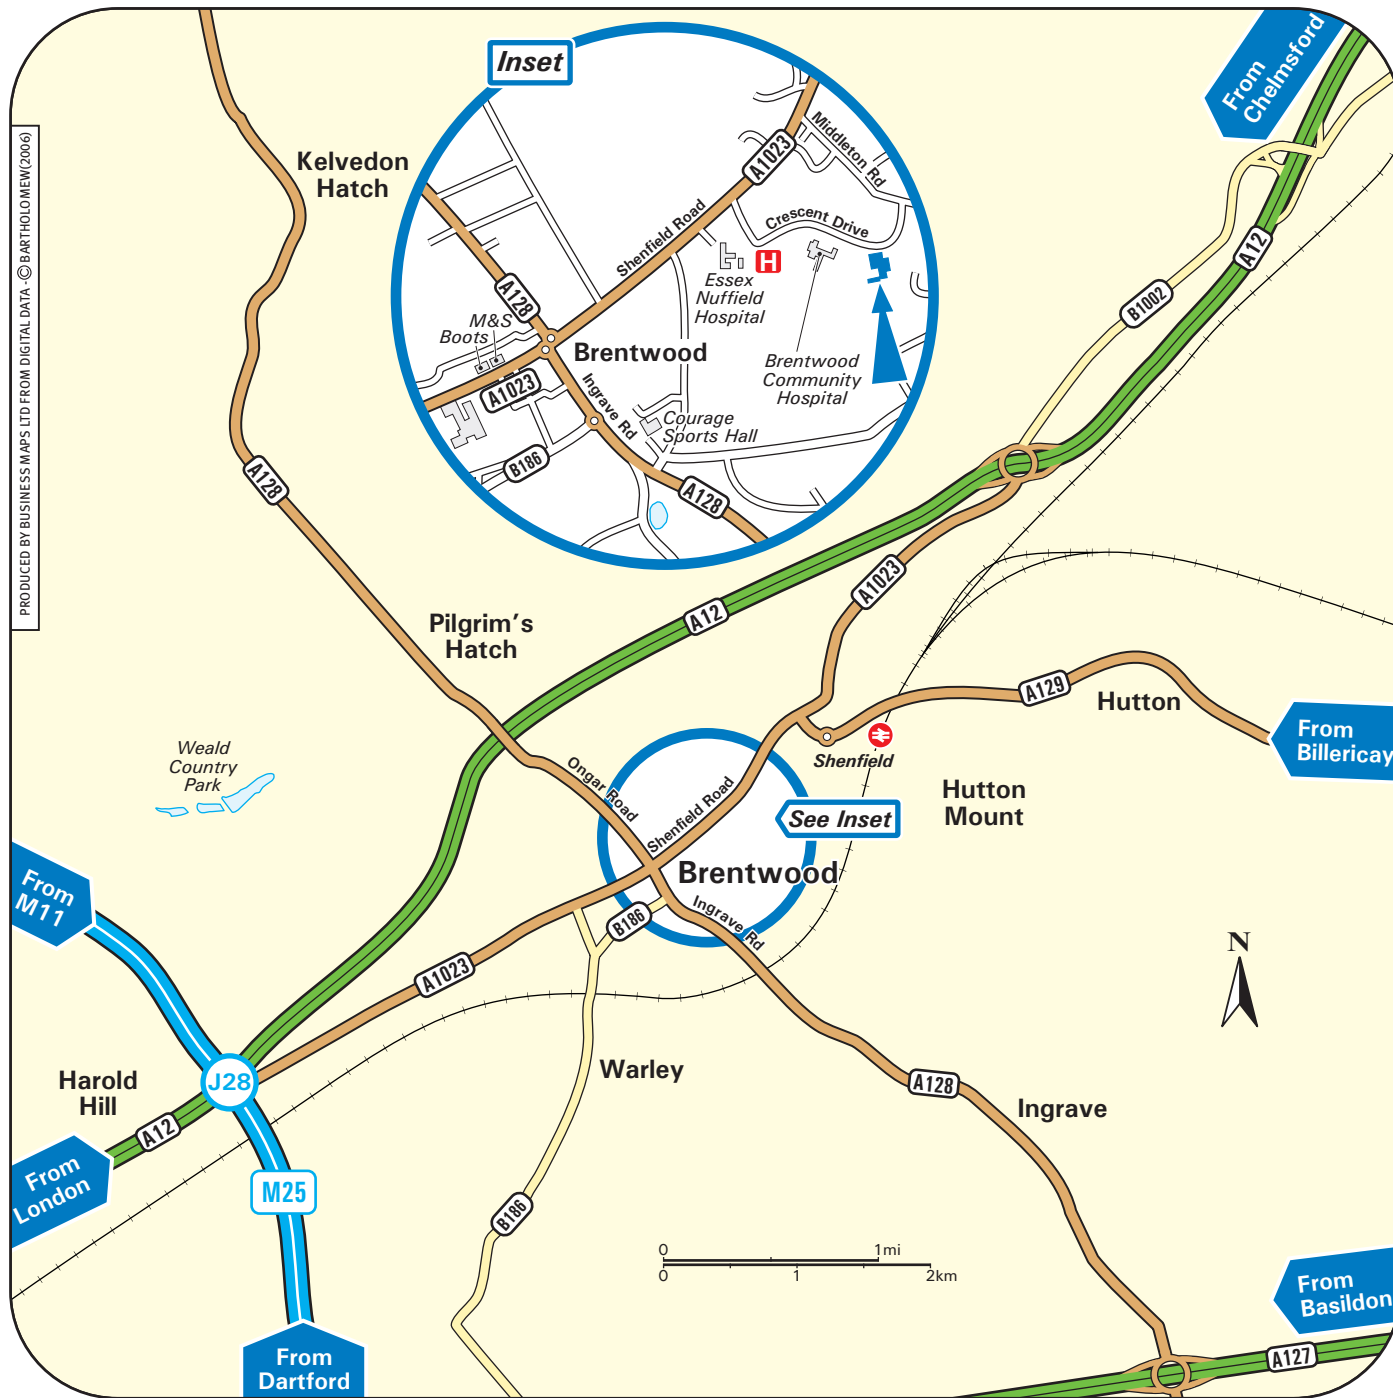 Inset
From
Chelmsford
PRODUCED BY BUSINESS MAPS LTD FROM DIGITAL DATA - ©BARTHOLOMEW(2006)
Kelvedon
Hatch
Middleton Rd
A1023
Crescent Drive
Shenfield Road
A128
Essex
Nuffield
Hospital
H
M&S
Boots
Brentwood
A1023
Brentwood
Community
Hospital
Ingrave Rd
Courage
Sports Hall
B186
A128
A12
B1002
A128
A1023
A12
Pilgrim's
Hatch
A129
Hutton
From
Billericay
Shenfield
Weald
Country
Park
Ongar Road
Shenfield Road
Hutton
Mount
See Inset
Brentwood
From
M11
B186
Ingrave Rd
A1023
N
J28
Harold
Hill
Warley
A128
Ingrave
A12
From
London
M25
B186
0
1mi
0
1
2km
From
Basildon
From
Dartford
A127